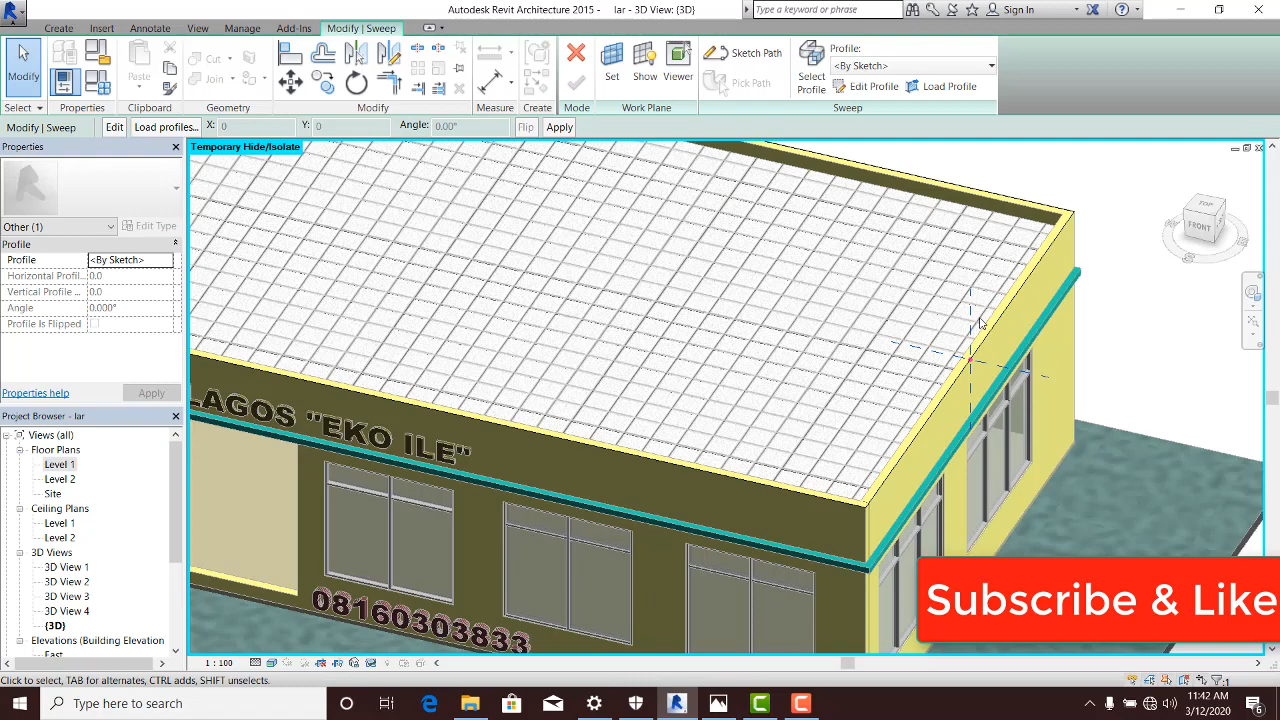 Autodesk Revit Architecture 2015 - lar - 3D View: {3D}
Type a keyword or phrase
Sign In
Create Insert Annotate View Manage Add-Ins Modify | Sweep
Modify
Select
Properties
Paste
Clipboard
Cut
Join
Geometry
Modify
Measure
Create
Mode
Set
Show
Viewer
Work Plane
Sketch Path
Pick Path
Select Profile
Profile:
<By Sketch>
Edit Profile
Load Profile
Sweep
Modify | Sweep
Edit
Load profiles...
X: 0
Y: 0
Angle: 0.00°
Flip
Apply
Properties
Other (1)
Edit Type
Profile
Profile <By Sketch>
Horizontal Profil... 0.0
Vertical Profile ... 0.0
Angle 0.000°
Profile Is Flipped
Properties help
Apply
Project Browser - lar
Views (all)
Floor Plans
Level 1
Level 2
Site
Ceiling Plans
Level 1
Level 2
3D Views
3D View 1
3D View 2
3D View 3
3D View 4
{3D}
Elevations (Building Elevation
East
Temporary Hide/Isolate
TOP
FRONT
LAGOS "EKO ILE"
08160303833
Subscribe & Like
1 : 100
Click to select, TAB for alternates, CTRL adds, SHIFT unselects.
:1
Type here to search
11:42 AM
3/12/2020
6